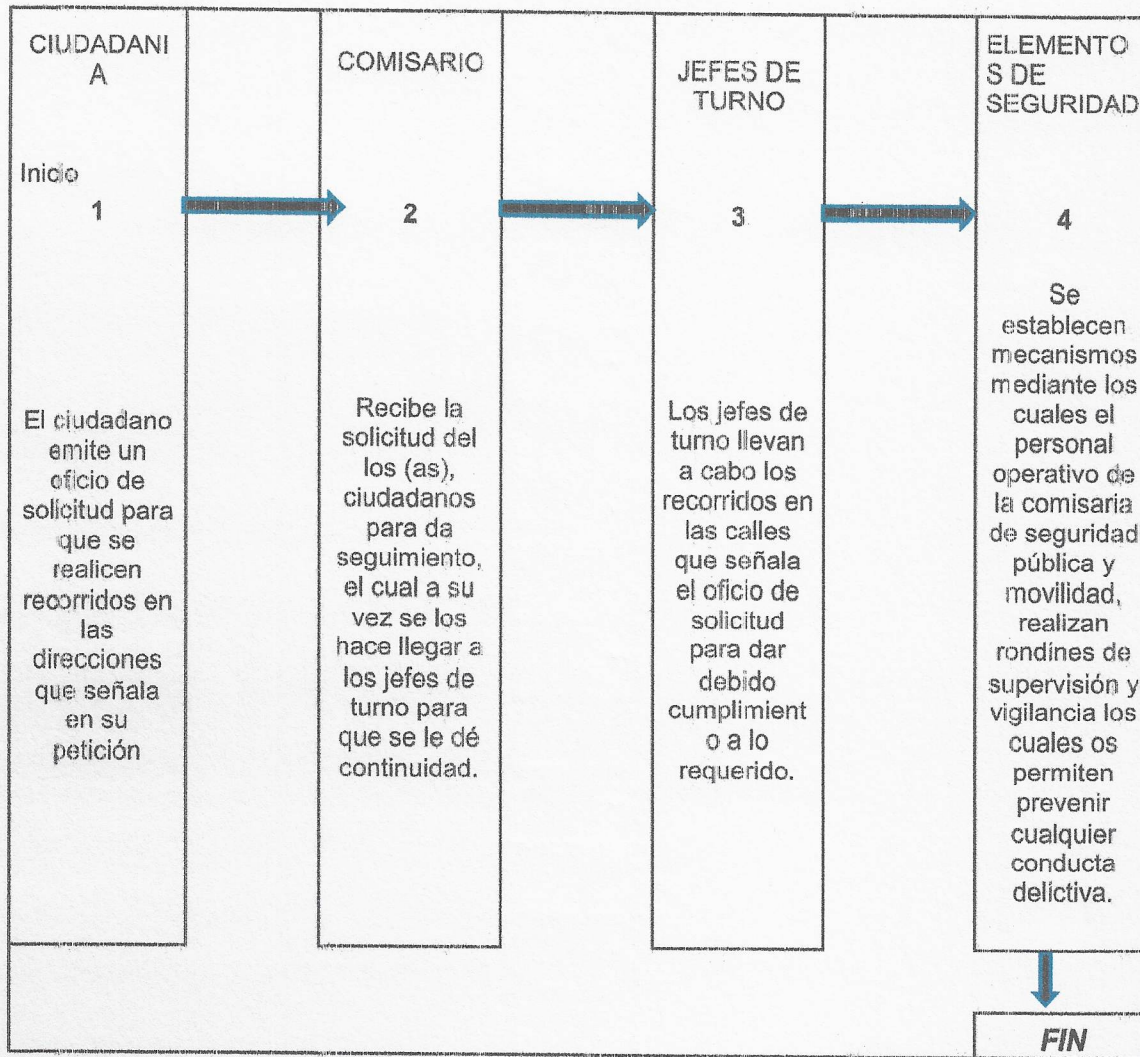 CIUDADANI
A
Inicio
1
El ciudadano
emite un
oficio de
solicitud para
que se
realicen
recorridos en
las
direcciones
que señala
en su
petición
COMISARIO
2
Recibe la
solicitud del
los (as),
ciudadanos
para da
seguimiento,
el cual a su
vez se los
hace llegar a
los jefes de
turno para
que se le dé
continuidad.
JEFES DE
TURNO
3
Los jefes de
turno llevan
a cabo los
recorridos en
las calles
que señala
el oficio de
solicitud
para dar
debido
cumplimient
o a lo
requerido.
ELEMENTO
S DE
SEGURIDAD
4
Se
establecen
mecanismos
mediante los
cuales el
personal
operativo de
la comisaria
de seguridad
pública y
movilidad,
realizan
rondínes de
supervisión y
vigilancia los
cuales os
permiten
prevenir
cualquier
conducta
delictiva.
FIN